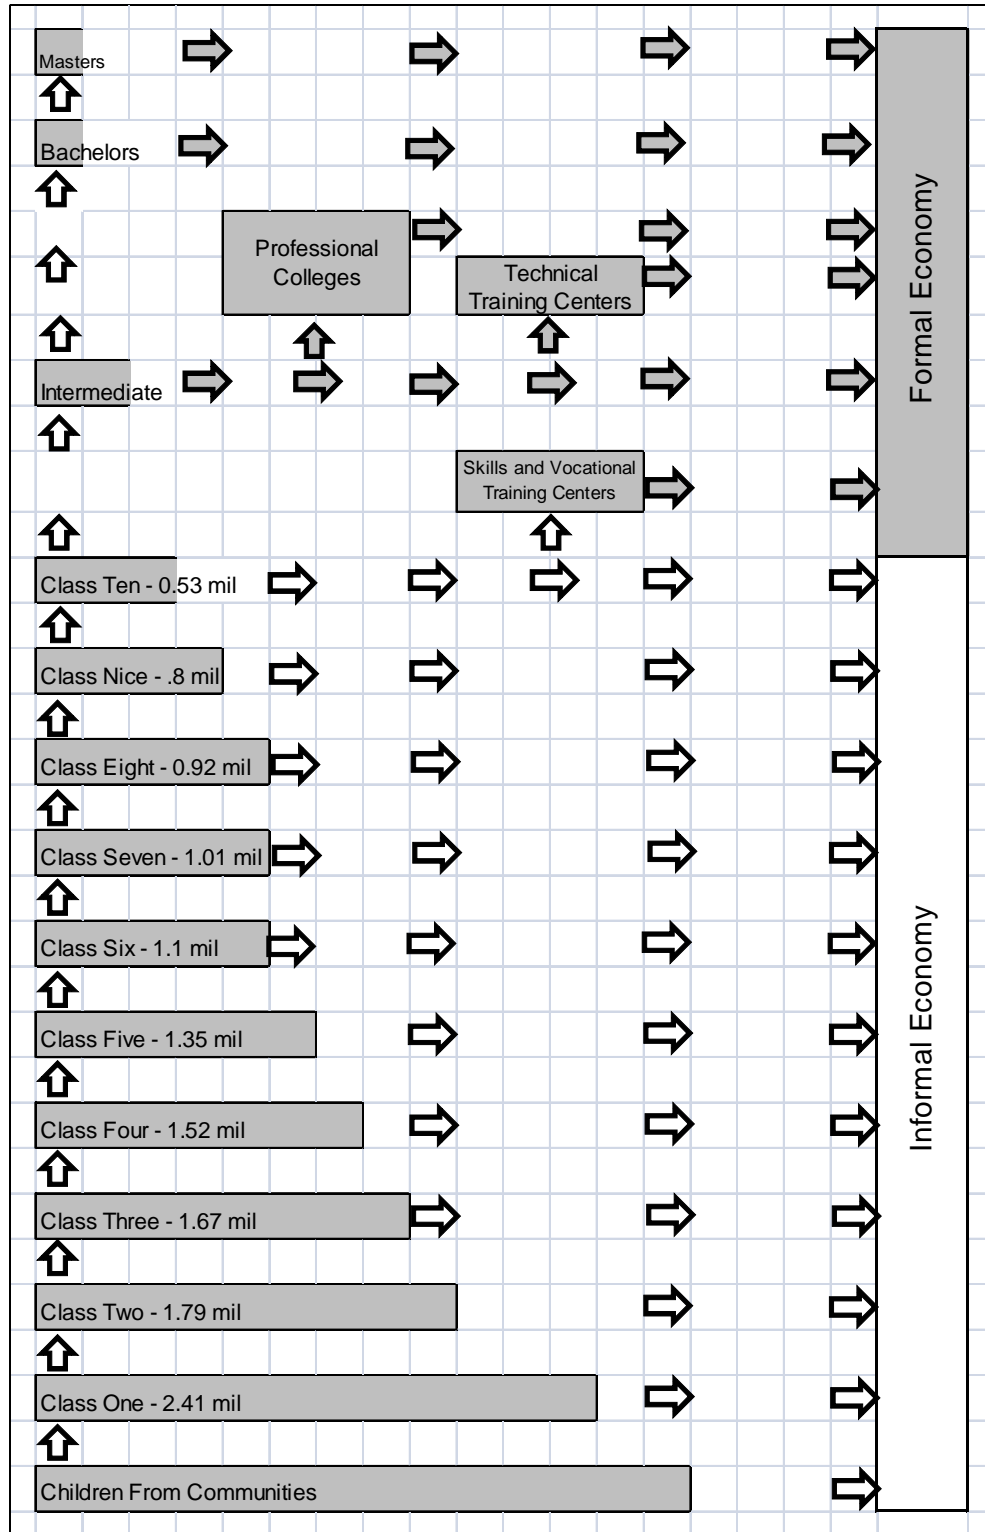 Masters
Bachelors
Professional
Colleges
Technical
Training Centers
Formal Economy
Intermediate
Skills and Vocational
Training Centers
Class Ten - 0.53 mil
Class Nice - .8 mil
Class Eight - 0.92 mil
Class Seven - 1.01 mil
Class Six - 1.1 mil
Informal Economy
Class Five - 1.35 mil
Class Four - 1.52 mil
Class Three - 1.67 mil
Class Two - 1.79 mil
Class One - 2.41 mil
Children From Communities